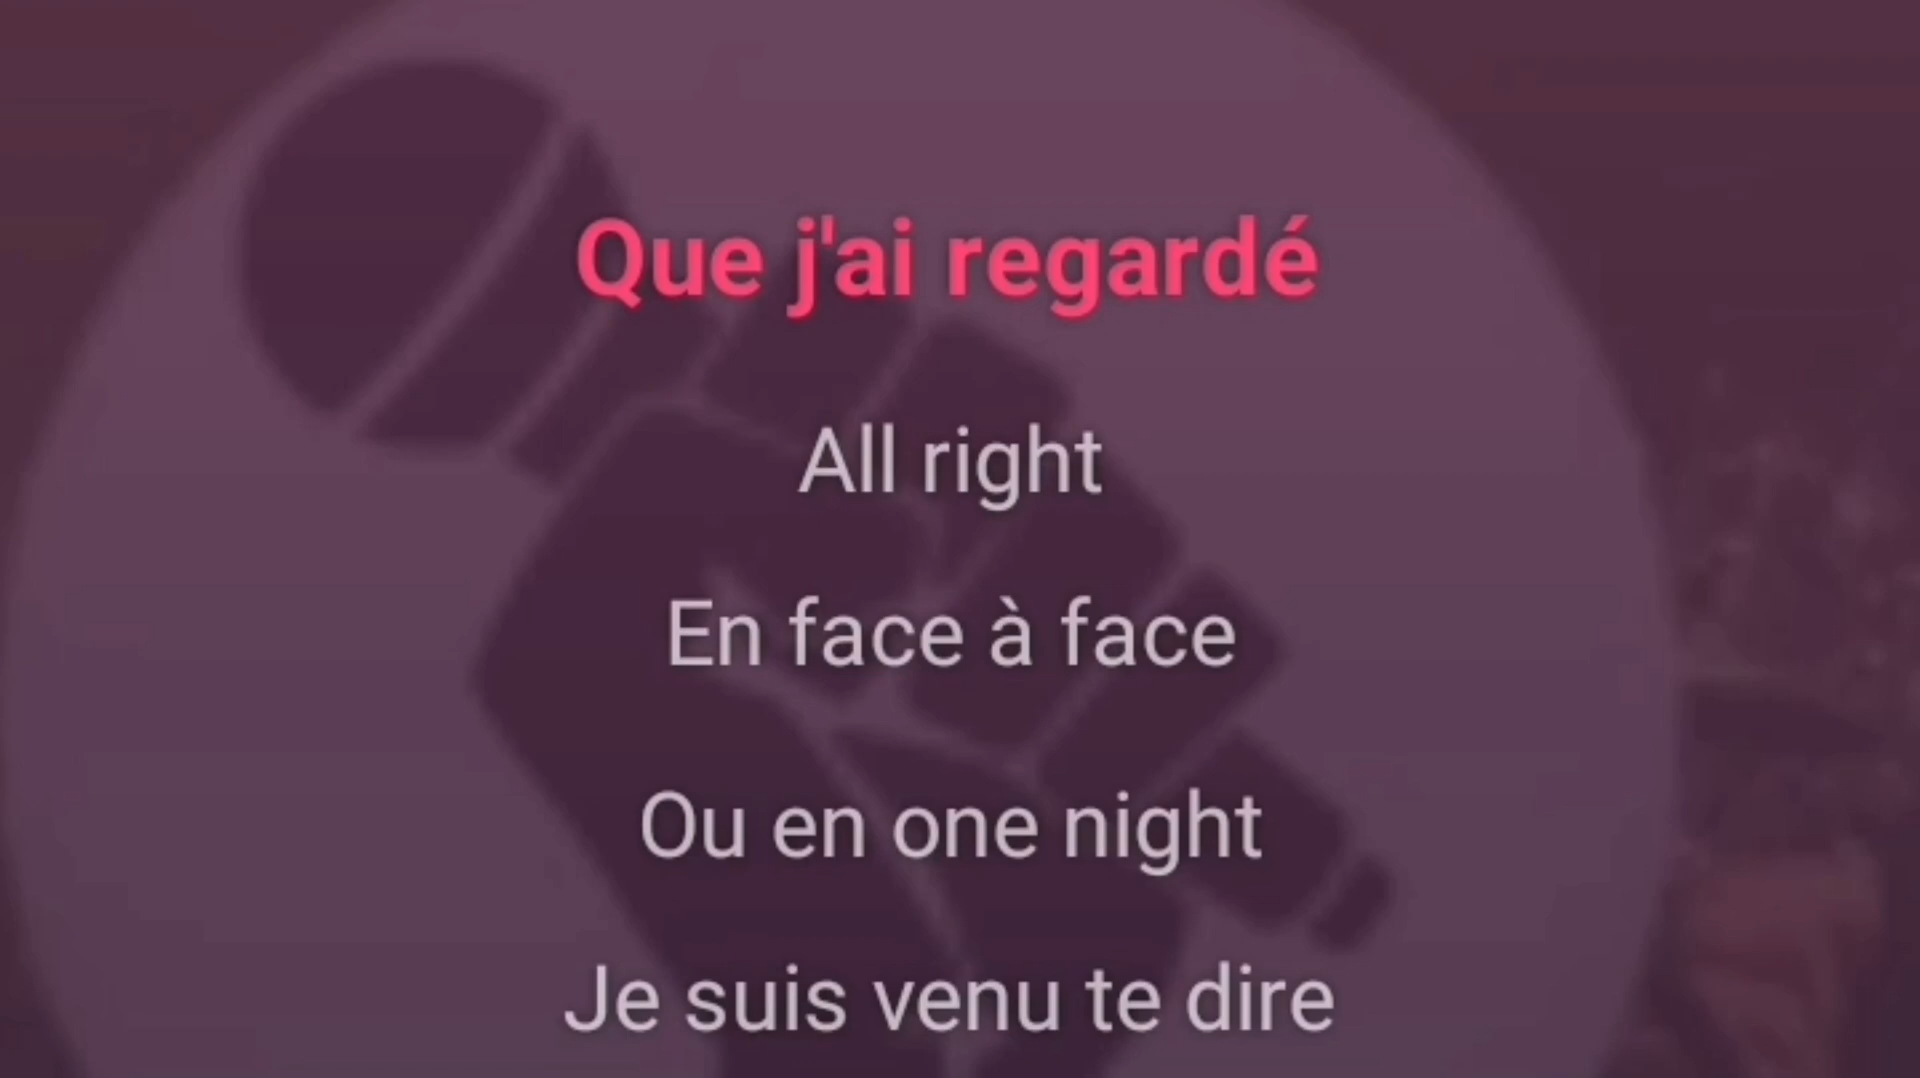 Que j'ai regardé
All right
En face à face
Ou en one night
Je suis venu te dire